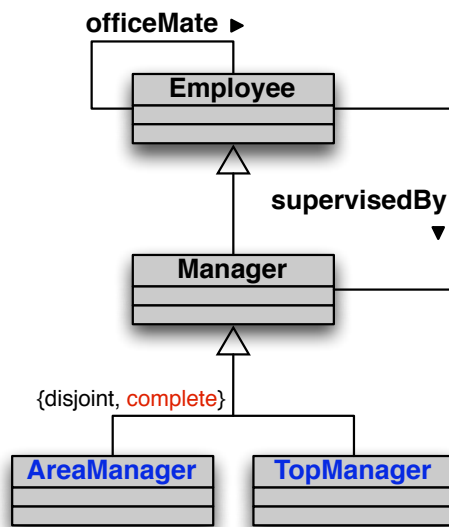 officeMate ►
Employee
supervisedBy
▼
Manager
{disjoint, complete}
AreaManager
TopManager